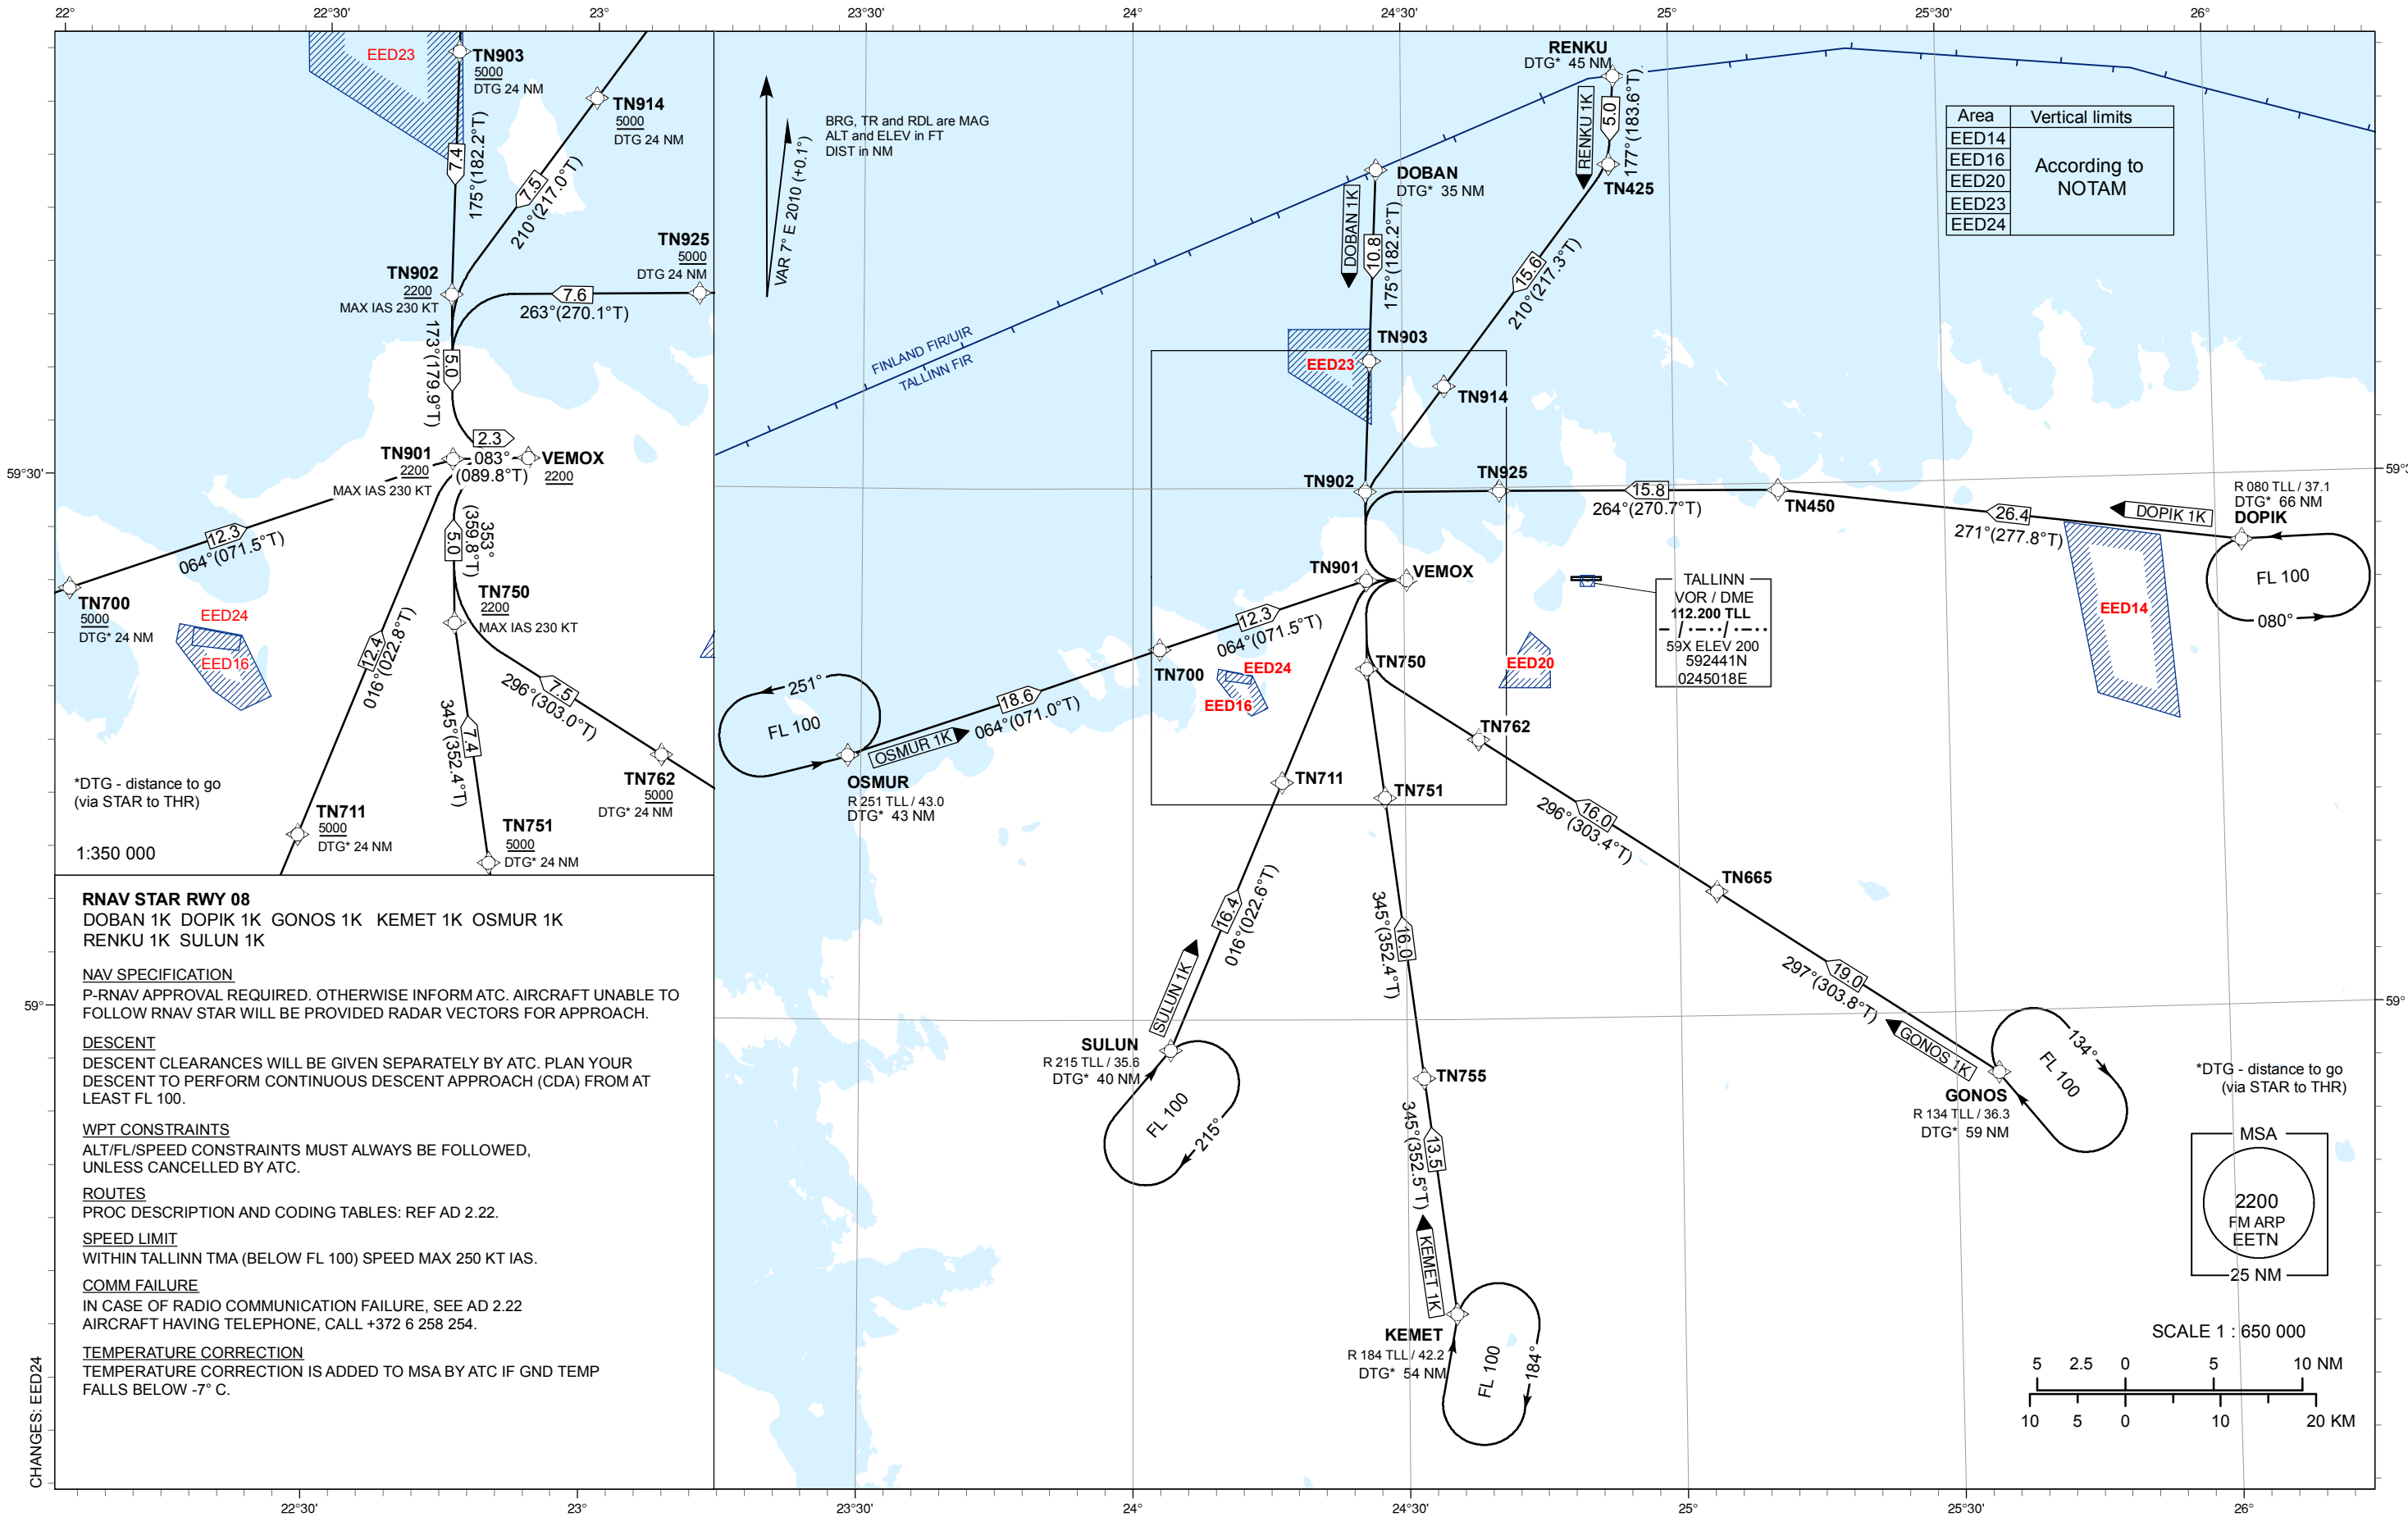 22°
22°30'
23°
23°30'
24°
24°30'
25°
25°30'
26°
EED23
TN903
5000
DTG 24 NM
TN914
5000
DTG 24 NM
7.4
175°(182.2°T)
7.5
210°(217.0°T)
TN925
5000
DTG 24 NM
TN902
2200
MAX IAS 230 KT
7.6
263°(270.1°T)
173°(179.9°T)
5.0
2.3
083°
(089.8°T)
TN901
2200
MAX IAS 230 KT
VEMOX
2200
59°30'
12.3
064°(071.5°T)
353°
(359.8°T)
5.0
TN700
5000
DTG* 24 NM
EED24
EED16
TN750
2200
MAX IAS 230 KT
12.4
016°(022.8°T)
7.5
296°(303.0°T)
345°(352.4°T)
7.4
TN762
5000
DTG* 24 NM
*DTG - distance to go
(via STAR to THR)
TN711
5000
DTG* 24 NM
TN751
5000
DTG* 24 NM
1:350 000
RNAV STAR RWY 08
DOBAN 1K DOPIK 1K GONOS 1K KEMET 1K OSMUR 1K
RENKU 1K SULUN 1K
NAV SPECIFICATION
P-RNAV APPROVAL REQUIRED. OTHERWISE INFORM ATC. AIRCRAFT UNABLE TO
FOLLOW RNAV STAR WILL BE PROVIDED RADAR VECTORS FOR APPROACH.
DESCENT
DESCENT CLEARANCES WILL BE GIVEN SEPARATELY BY ATC. PLAN YOUR
DESCENT TO PERFORM CONTINUOUS DESCENT APPROACH (CDA) FROM AT
LEAST FL 100.
WPT CONSTRAINTS
ALT/FL/SPEED CONSTRAINTS MUST ALWAYS BE FOLLOWED,
UNLESS CANCELLED BY ATC.
ROUTES
PROC DESCRIPTION AND CODING TABLES: REF AD 2.22.
SPEED LIMIT
WITHIN TALLINN TMA (BELOW FL 100) SPEED MAX 250 KT IAS.
COMM FAILURE
IN CASE OF RADIO COMMUNICATION FAILURE, SEE AD 2.22
AIRCRAFT HAVING TELEPHONE, CALL +372 6 258 254.
TEMPERATURE CORRECTION
TEMPERATURE CORRECTION IS ADDED TO MSA BY ATC IF GND TEMP
FALLS BELOW -7° C.
59°
CHANGES: EED24
VAR 7° E 2010 (+0.1°)
BRG, TR and RDL are MAG
ALT and ELEV in FT
DIST in NM
FINLAND FIR/UIR
TALLINN FIR
RENKU
DTG* 45 NM
RENKU 1K
5.0
177°(183.6°T)
TN425
DOBAN
DTG* 35 NM
DOBAN 1K
10.8
175°(182.2°T)
15.6
210°(217.3°T)
Area
Vertical limits
EED14
EED16
EED20
EED23
EED24
According to
NOTAM
TN903
EED23
TN914
TN902
TN925
15.8
264°(270.7°T)
TN450
26.4
271°(277.8°T)
DOPIK 1K
R 080 TLL / 37.1
DTG* 66 NM
DOPIK
FL 100
080°
EED14
TN901
VEMOX
TALLINN
VOR / DME
112.200 TLL
59X ELEV 200
592441N
0245018E
12.3
064°(071.5°T)
TN700
TN750
EED24
EED16
EED20
251°
FL 100
18.6
064°(071.0°T)
OSMUR 1K
OSMUR
R 251 TLL / 43.0
DTG* 43 NM
TN762
TN711
TN751
16.0
296°(303.4°T)
TN665
16.4
016°(022.6°T)
345°(352.4°T)
16.0
19.0
297°(303.8°T)
GONOS 1K
134°
FL 100
GONOS
R 134 TLL / 36.3
DTG* 59 NM
SULUN 1K
SULUN
R 215 TLL / 35.6
DTG* 40 NM
FL 100
215°
TN755
345°(352.5°T)
13.5
KEMET 1K
KEMET
R 184 TLL / 42.2
DTG* 54 NM
FL 100
184°
59°
*DTG - distance to go
(via STAR to THR)
MSA
2200
FM ARP
EETN
25 NM
SCALE 1 : 650 000
5 2.5 0 5 10 NM
10 5 0 10 20 KM
22°30'
23°
23°30'
24°
24°30'
25°
25°30'
26°